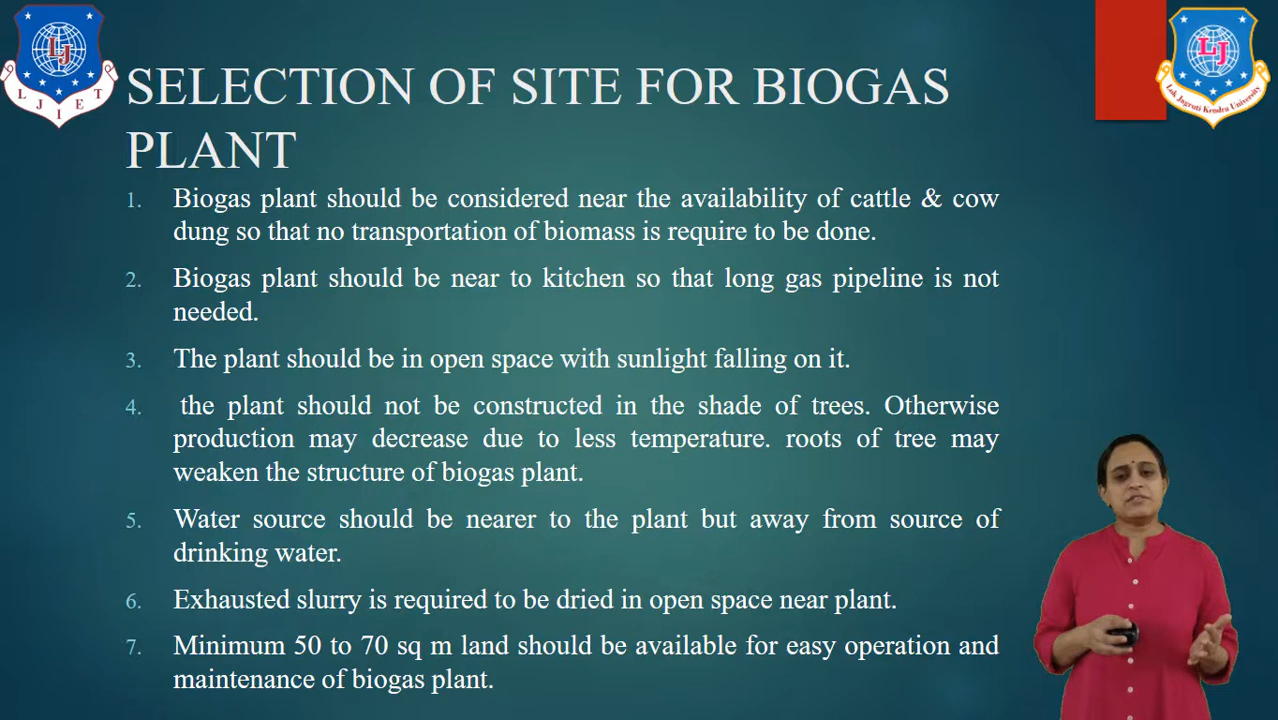 LJ
L J I E T
LJ
Lok Jagruti Kendra University
SELECTION OF SITE FOR BIOGAS
PLANT
1. Biogas plant should be considered near the availability of cattle & cow
dung so that no transportation of biomass is require to be done.
2. Biogas plant should be near to kitchen so that long gas pipeline is not
needed.
3. The plant should be in open space with sunlight falling on it.
4. the plant should not be constructed in the shade of trees. Otherwise
production may decrease due to less temperature. roots of tree may
weaken the structure of biogas plant.
5. Water source should be nearer to the plant but away from source of
drinking water.
6. Exhausted slurry is required to be dried in open space near plant.
7. Minimum 50 to 70 sq m land should be available for easy operation and
maintenance of biogas plant.